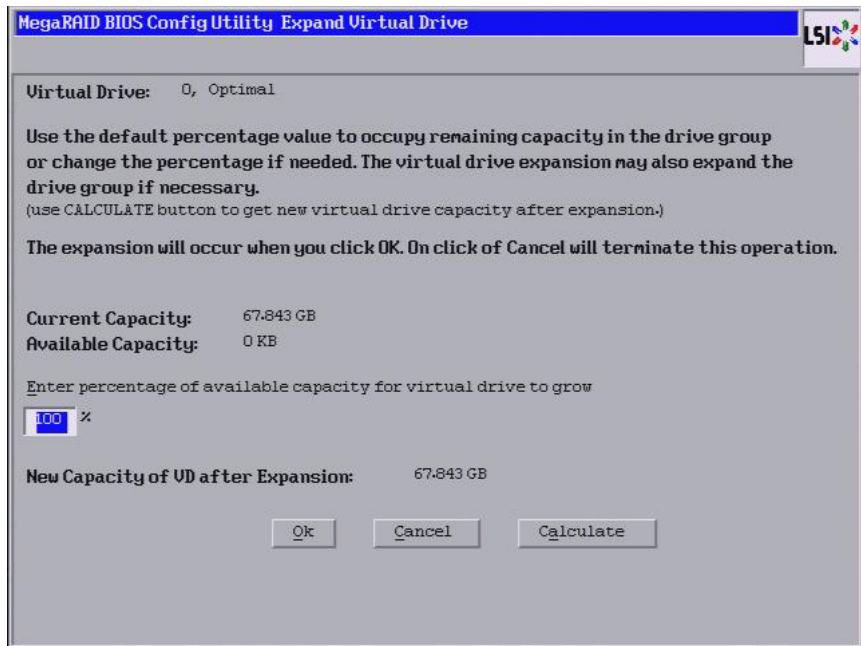 MegaRAID BIOS Config Utility Expand Virtual Drive
LSI
Virtual Drive: 0, Optimal
Use the default percentage value to occupy remaining capacity in the drive group
or change the percentage if needed. The virtual drive expansion may also expand the
drive group if necessary.
(use CALCULATE button to get new virtual drive capacity after expansion.)
The expansion will occur when you click OK. On click of Cancel will terminate this operation.
Current Capacity: 67.843 GB
Available Capacity: 0 KB
Enter percentage of available capacity for virtual drive to grow
100 %
New Capacity of VD after Expansion: 67.843 GB
Ok Cancel Calculate